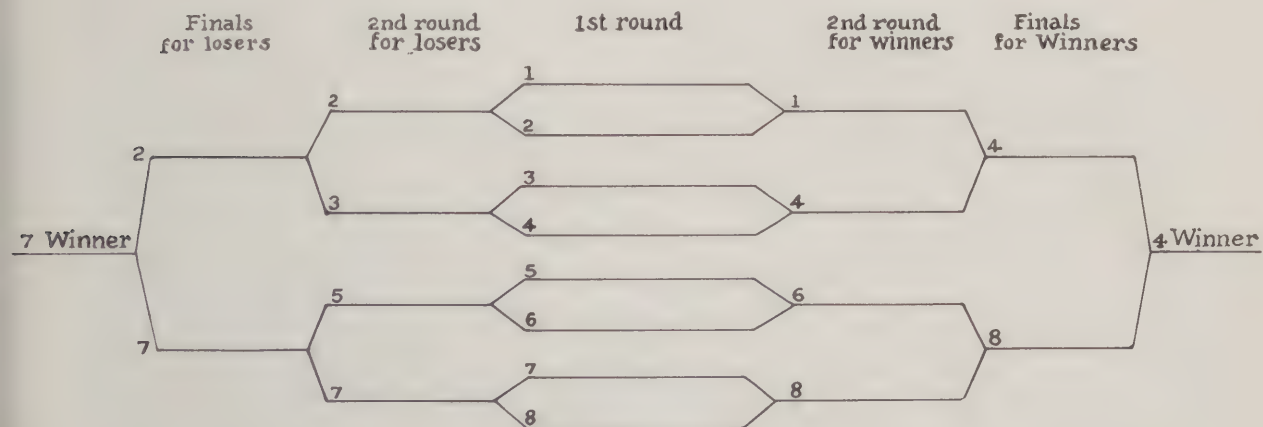 Finals
for losers
2nd round
for losers
1st round
2nd round
for winners
Finals
for Winners
1
2
1
2
2
3
4
4
3
4
7 Winner
4 Winner
5
5
6
6
7
8
7
7
8
8